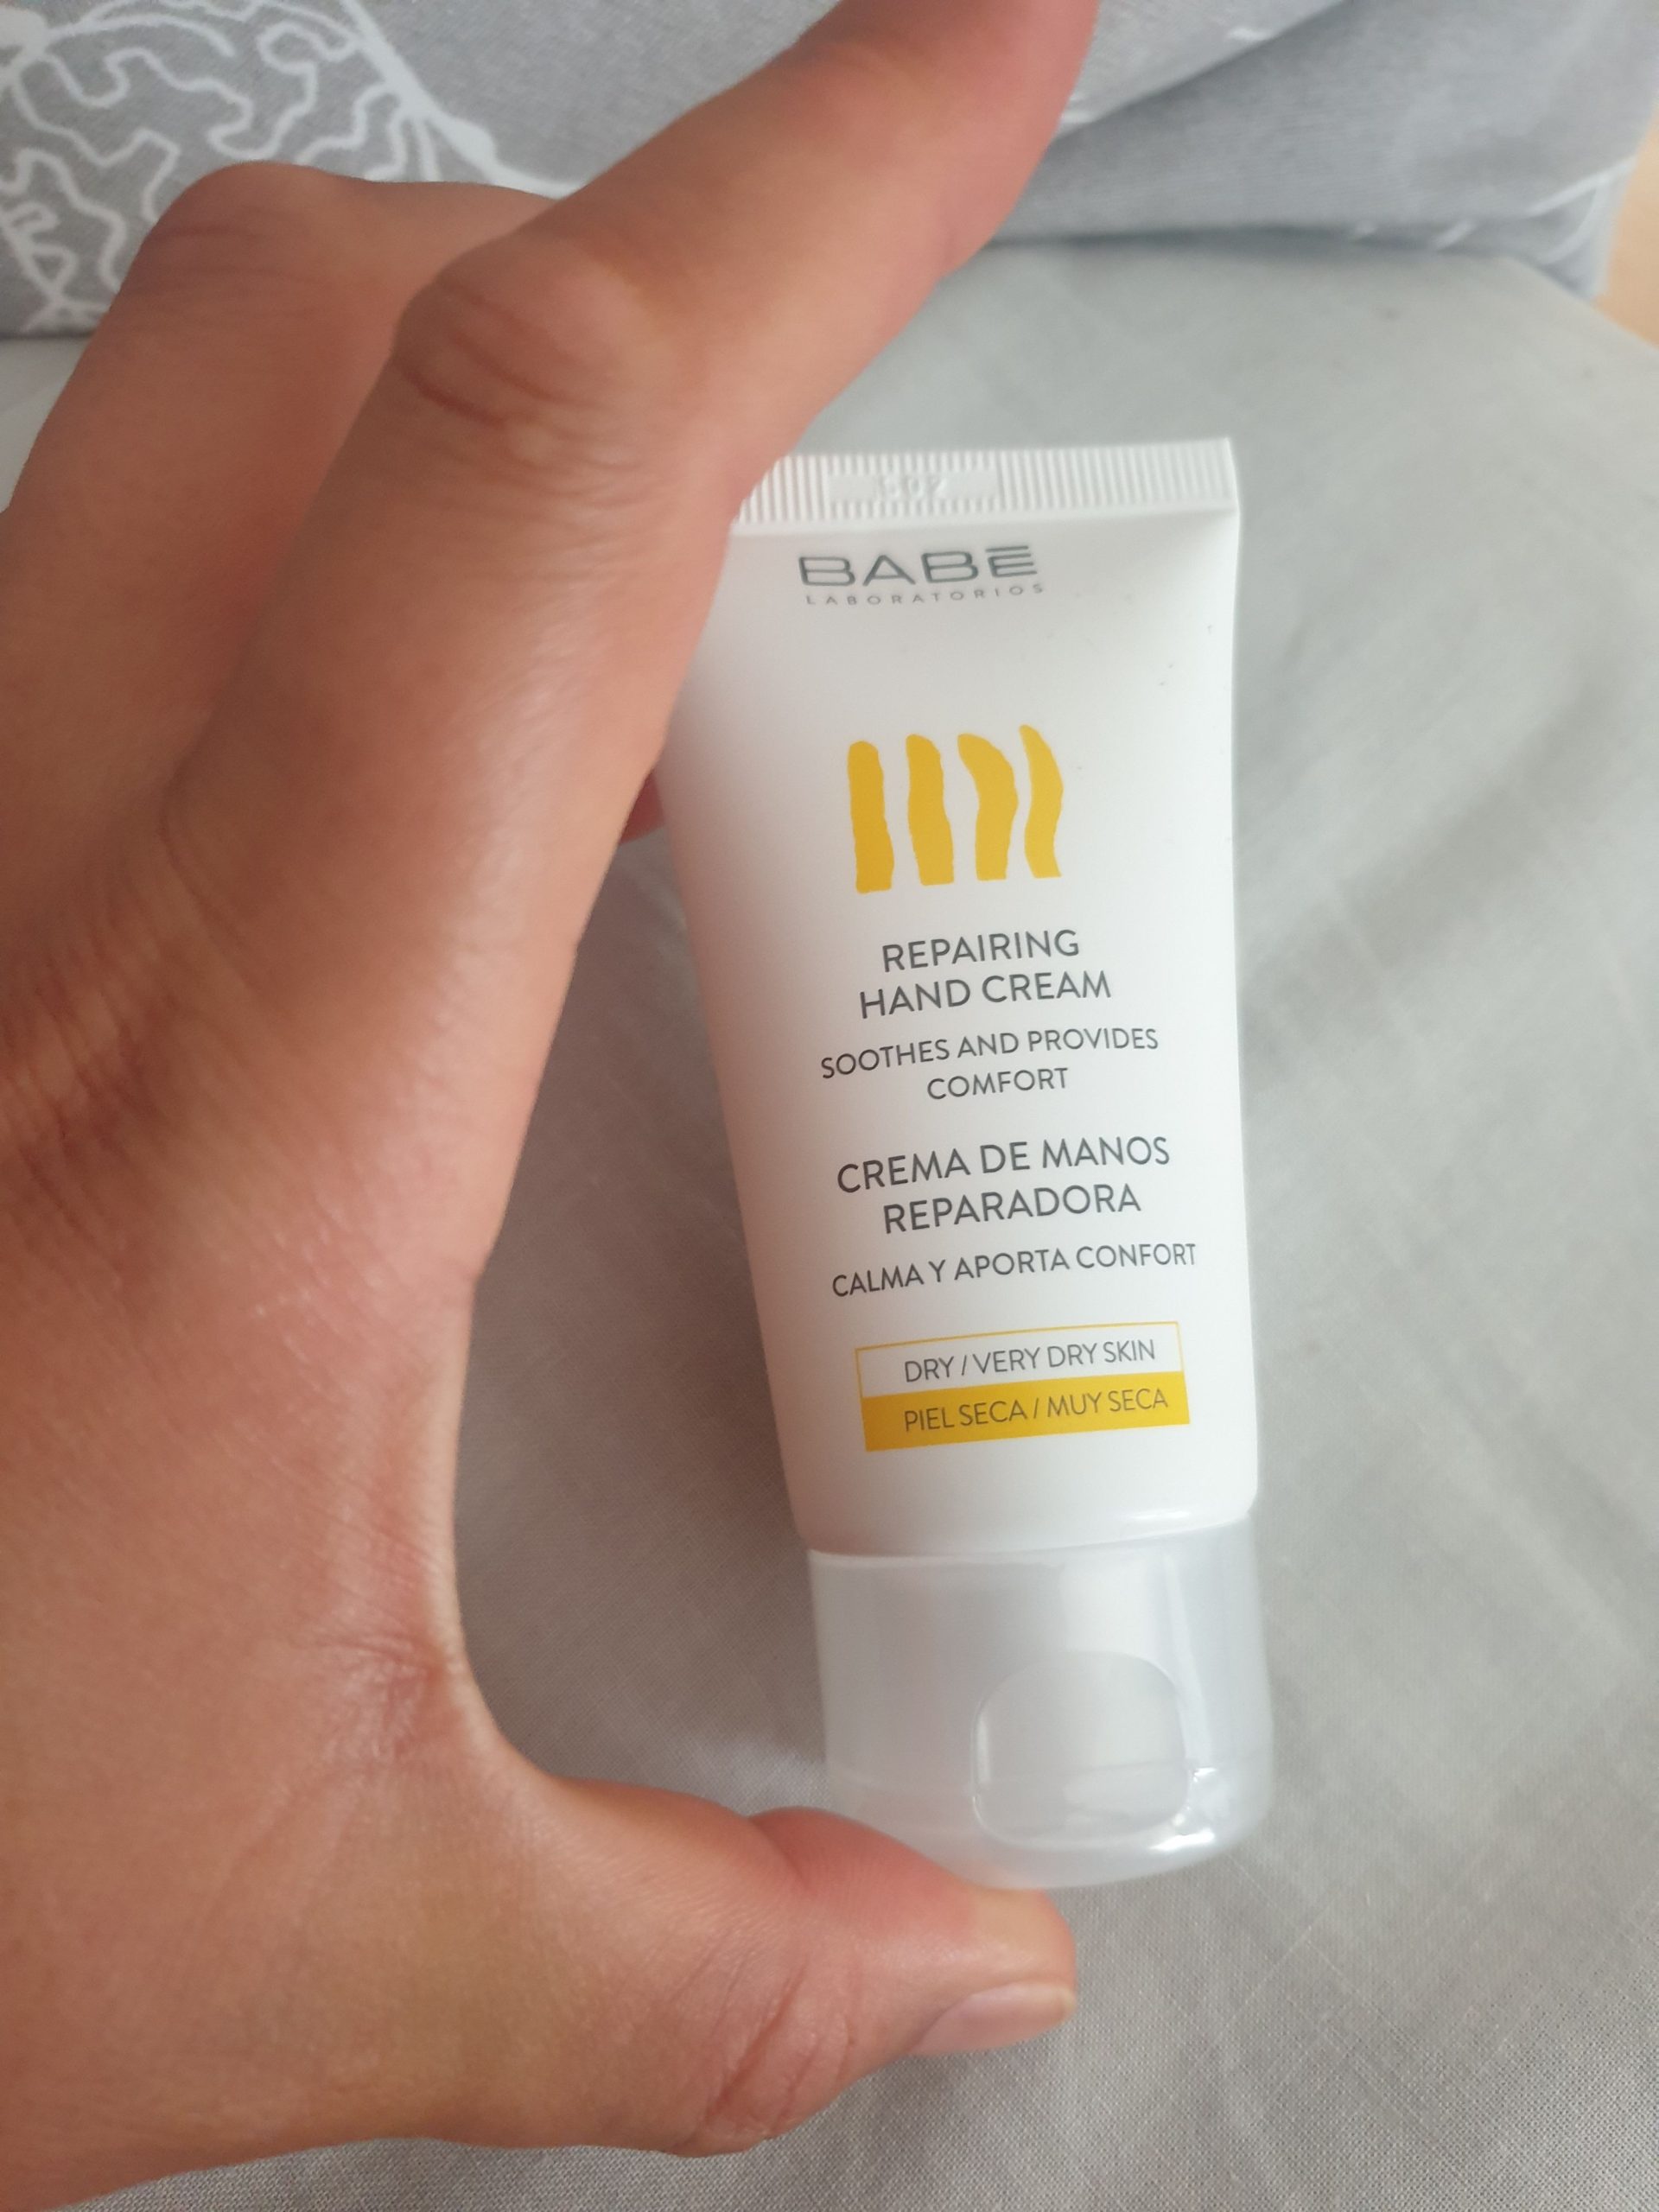 BABĒ
LABORATORIOS
REPAIRING
HAND CREAM
SOOTHES AND PROVIDES
COMFORT
CREMA DE MANOS
REPARADORA
CALMA Y APORTA CONFORT
DRY / VERY DRY SKIN
PIEL SECA / MUY SECA